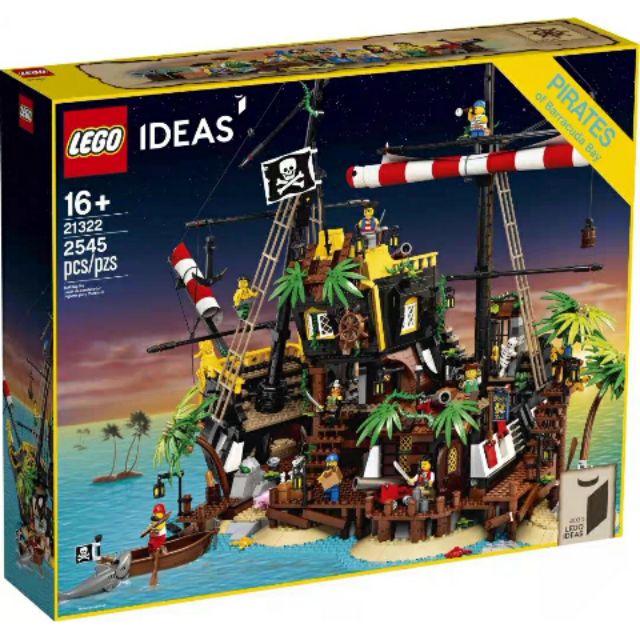 LEGO
LEGO
IDEAS
16+
21322
2545
pcs/pzs
PIRATES
of Barracuda Bay
LEGO
IDEAS